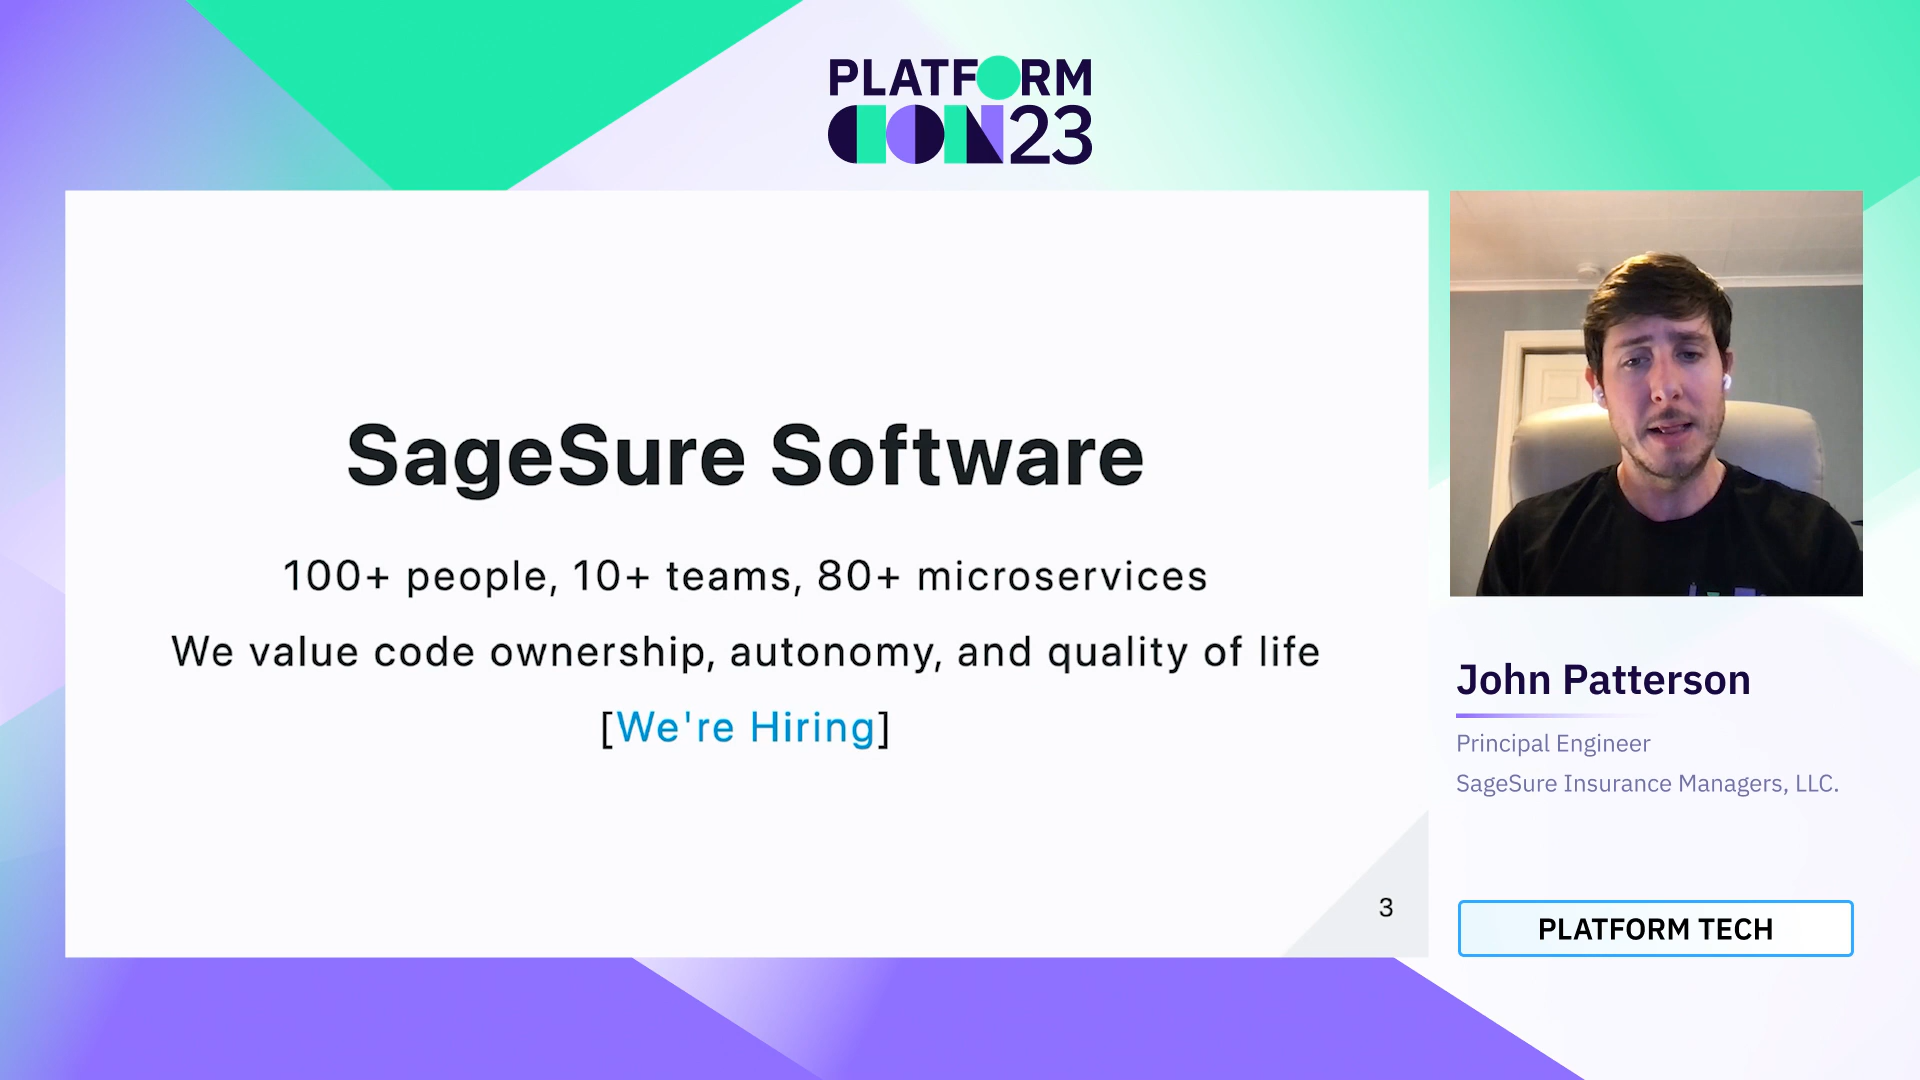 PLATFORM
CON23
SageSure Software
100+ people, 10+ teams, 80+ microservices
We value code ownership, autonomy, and quality of life
[We're Hiring]
3
John Patterson
Principal Engineer
SageSure Insurance Managers, LLC.
PLATFORM TECH